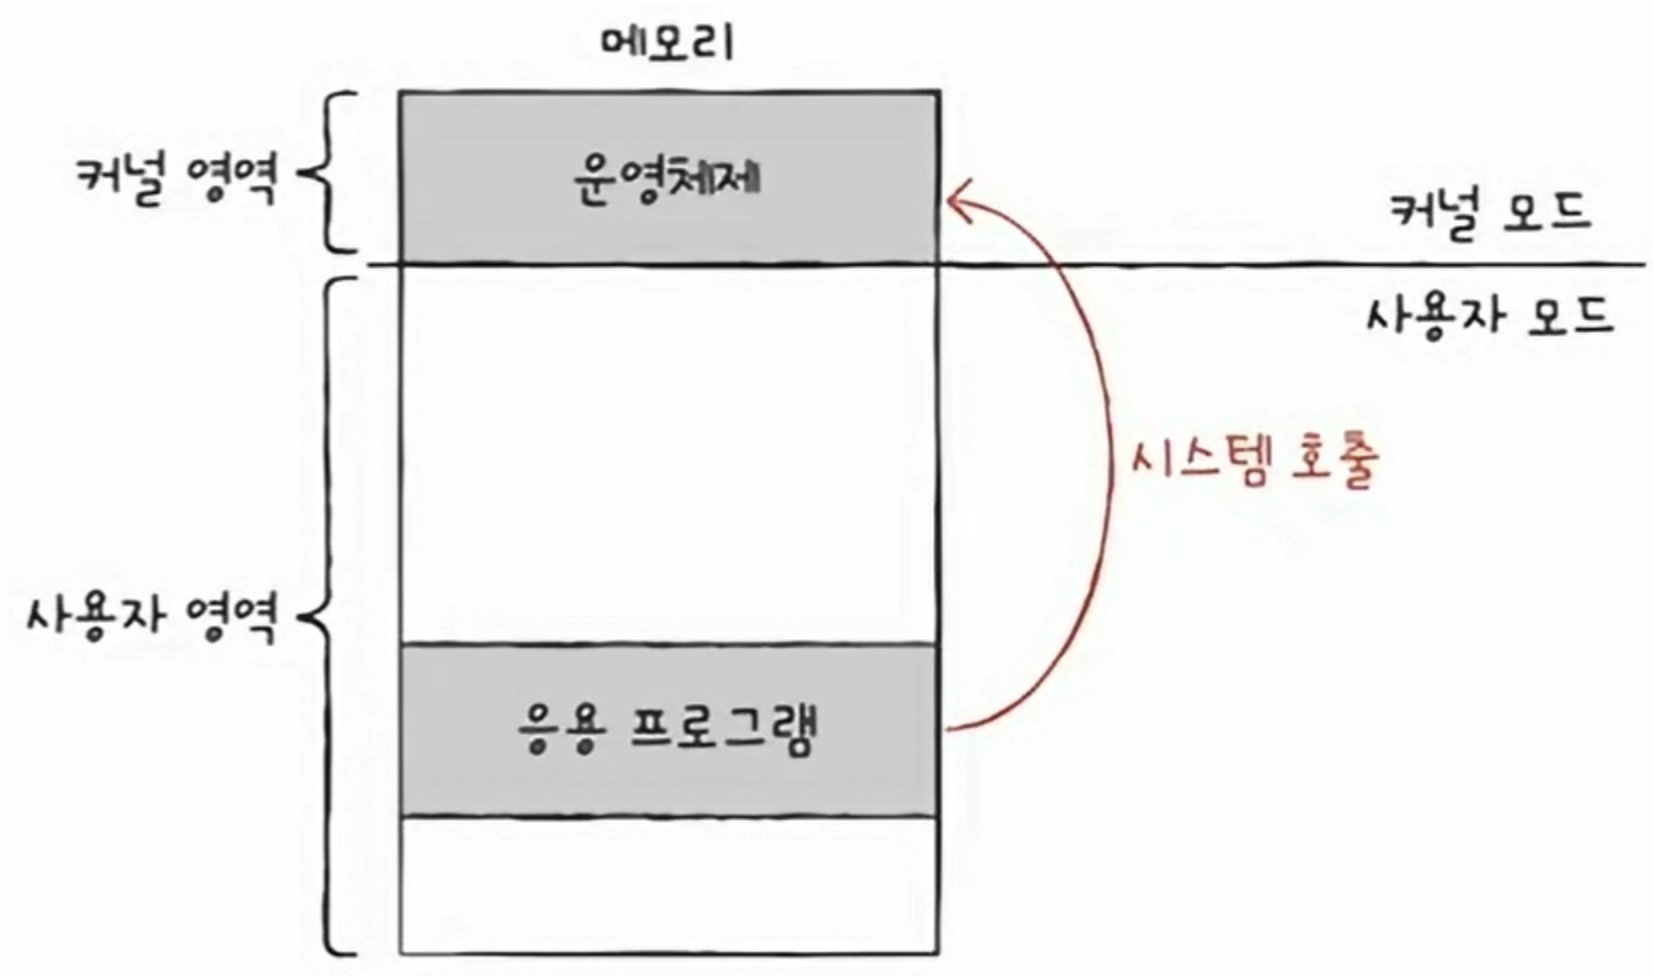 메모리
커널 영역
운영체제
커널 모드
사용자 모드
시스템 호출
사용자 영역
응용 프로그램